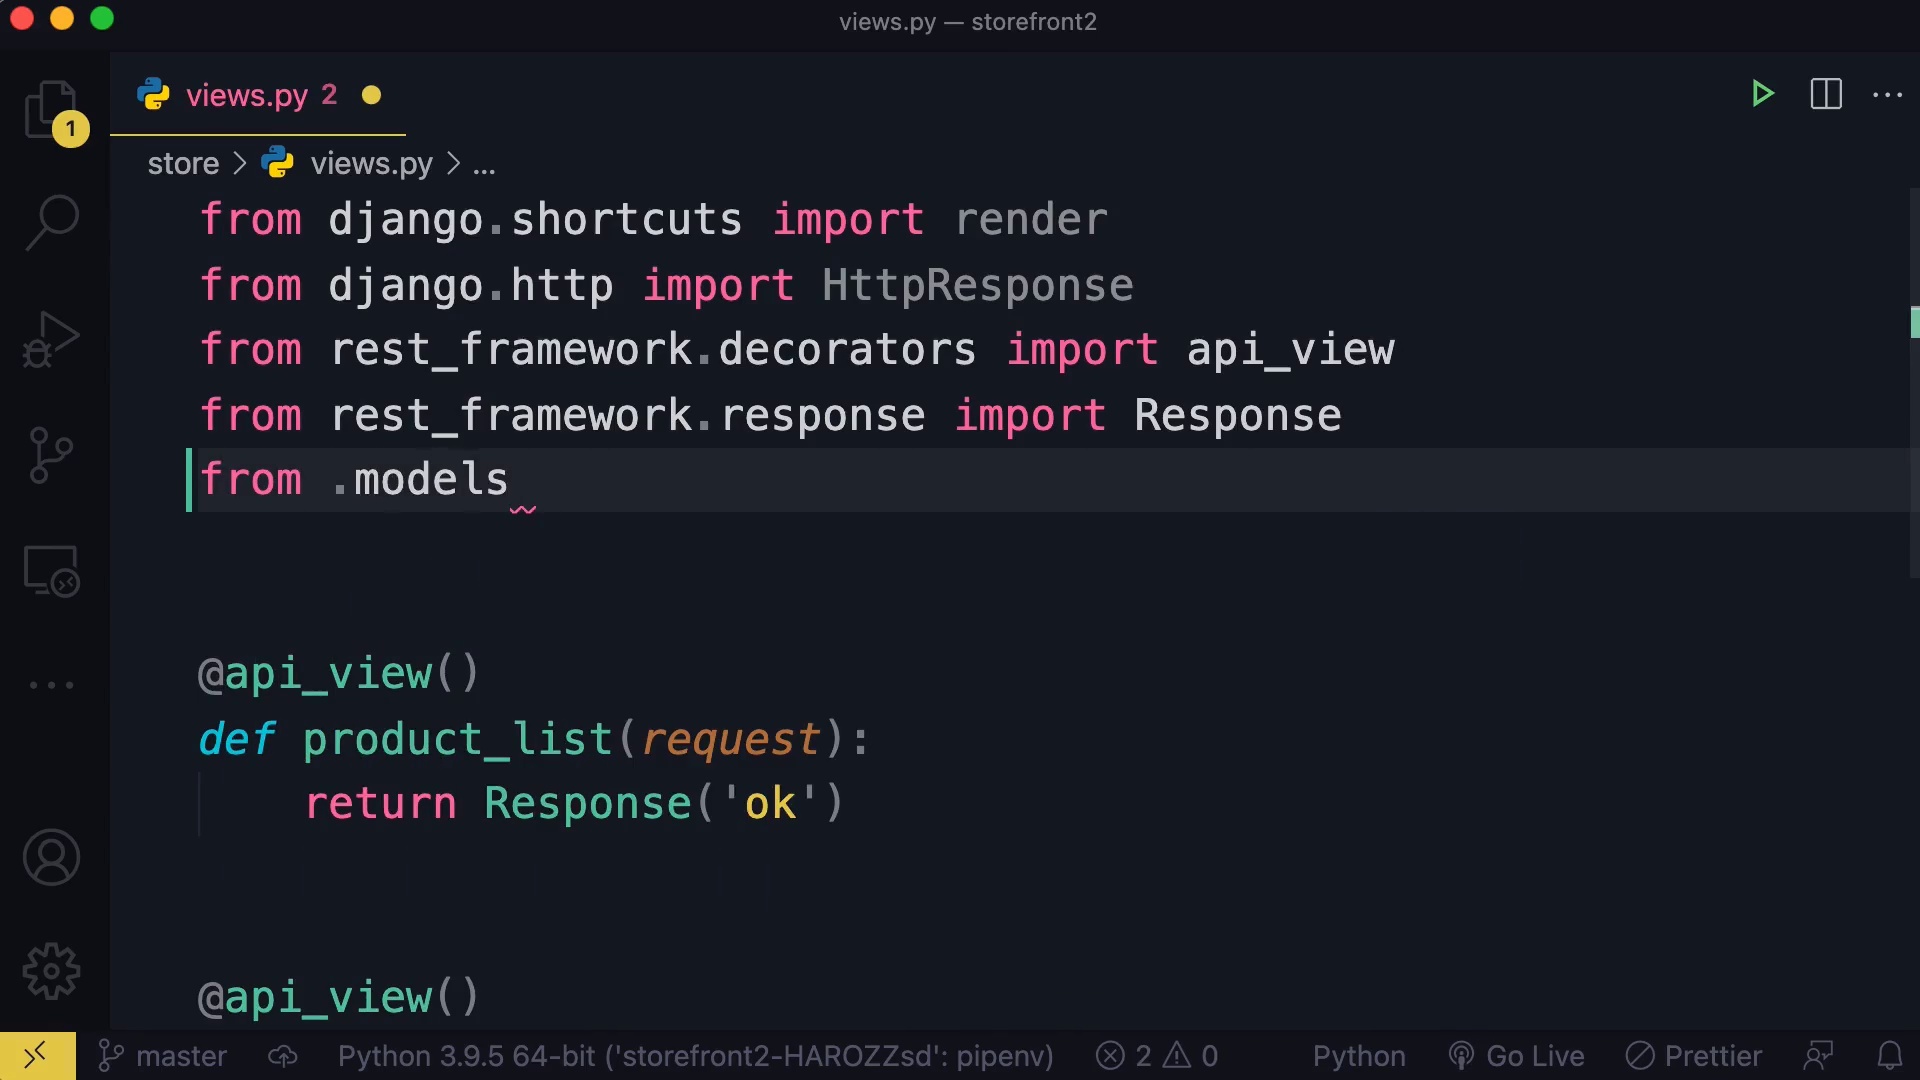 views.py — storefront2
views.py 2
1
store > views.py > ...
from django.shortcuts import render
from django.http import HttpResponse
from rest_framework.decorators import api_view
from rest_framework.response import Response
from .models
@api_view()
def product_list(request):
    return Response('ok')
@api_view()
master Python 3.9.5 64-bit ('storefront2-HAROZZsd': pipenv) 2 0 Python Go Live Prettier